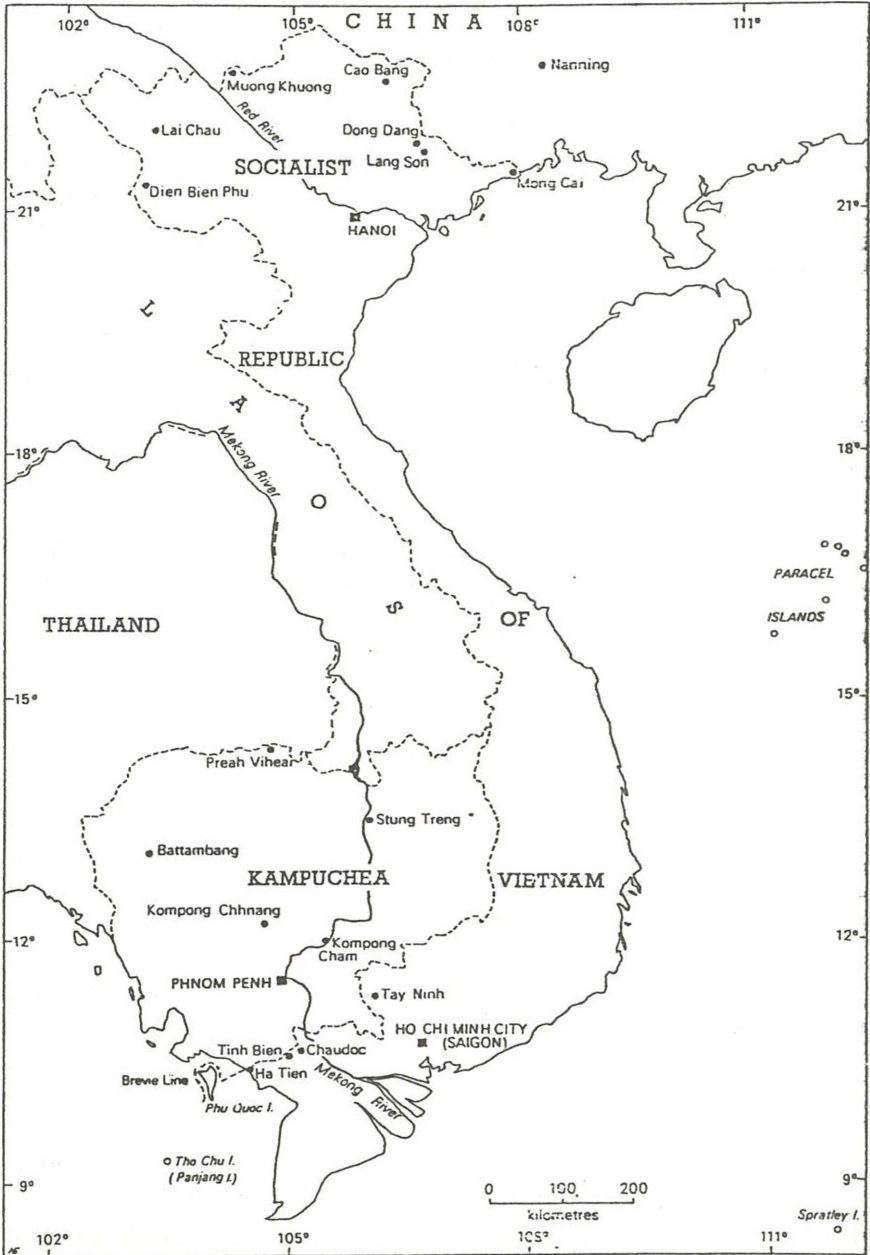 102°
105°
C H I N A
108°
111°
Nanning
Cao Bang
Muong Khuong
Red River
Lai Chau
Dong Dang
Lang Son
SOCIALIST
Mong Cai
Dien Bien Phu
21°
21°
HANOI
L
REPUBLIC
A
Mekong River
18°
18°
O
PARACEL
S
ISLANDS
THAILAND
OF
15°
15°
Preah Vihear
Stung Treng
Battambang
KAMPUCHEA
VIETNAM
Kompong Chhnang
12°
12°
Kompong
Cham
PHNOM PENH
Tay Ninh
HO CHI MINH CITY
(SAIGON)
Tinh Bien
Chaudoc
Brevie Line
Ha Tien
Mekong
River
Phu Quoc I.
Tho Chu I.
(Panjang I.)
9°
9°
0 100 200
kilometres
Spratley I.
102°
105°
108°
111°